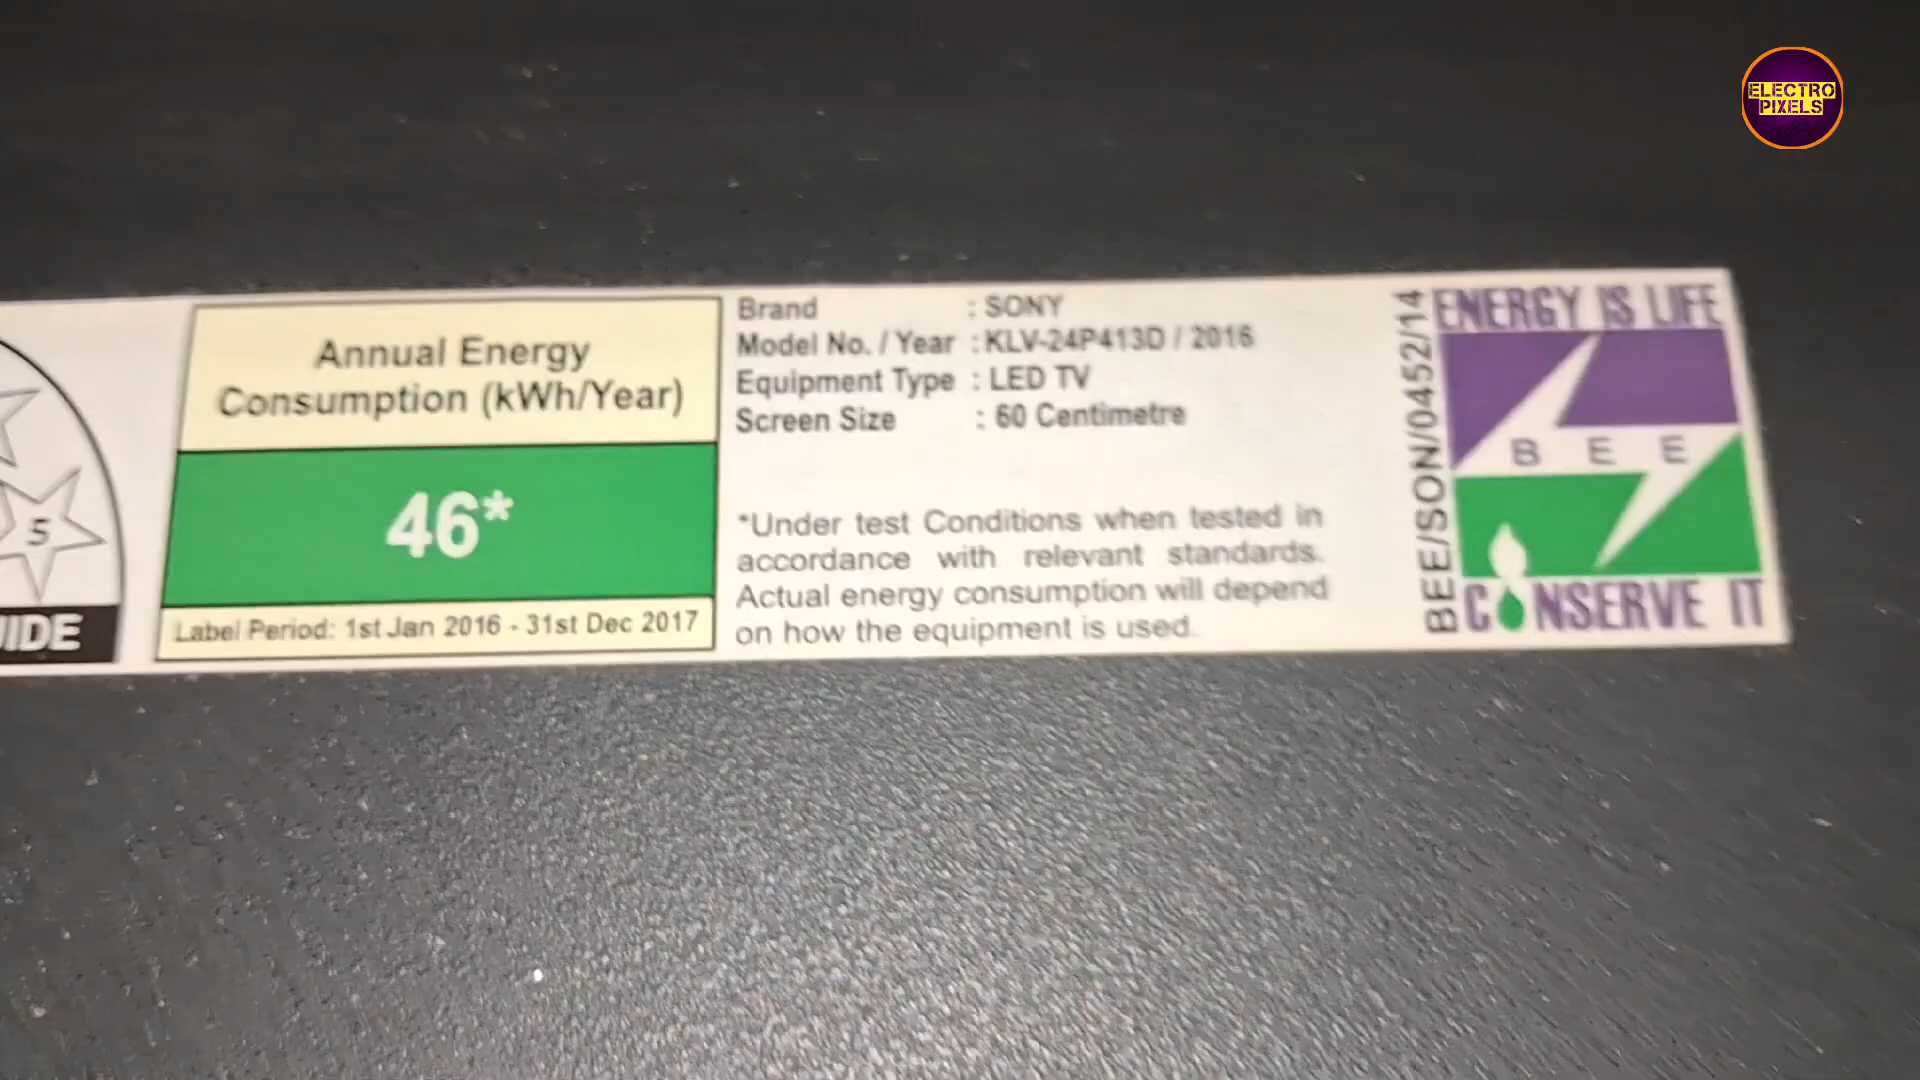 ELECTRO
PIXELS
5
UIDE
Annual Energy
Consumption (kWh/Year)
46*
Label Period: 1st Jan 2016 - 31st Dec 2017
Brand : SONY
Model No. / Year : KLV-24P413D / 2016
Equipment Type : LED TV
Screen Size : 60 Centimetre
*Under test Conditions when tested in
accordance with relevant standards.
Actual energy consumption will depend
on how the equipment is used.
BEE/SON/0452/14
ENERGY IS LIFE
BEE
CONSERVE IT